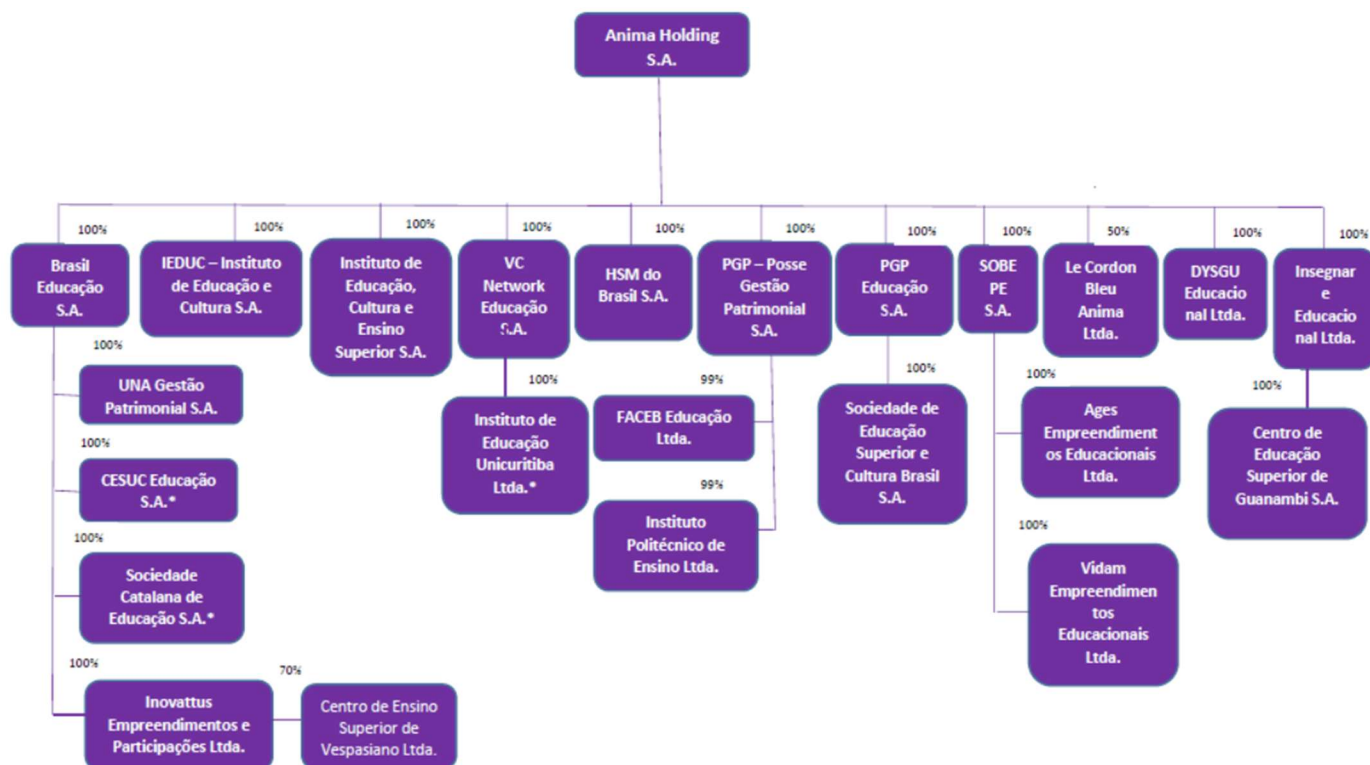 Anima Holding
S.A.
100%
100%
100%
100%
100%
100%
100%
100%
50%
100%
100%
Brasil
Educação
S.A.
IEDUC – Instituto
de Educação e
Cultura S.A.
Instituto de
Educação,
Cultura e
Ensino
Superior S.A.
VC
Network
Educação
S.A.
HSM do
Brasil S.A.
PGP – Posse
Gestão
Patrimonial
S.A.
PGP
Educação
S.A.
SOBE
PE
S.A.
Le Cordon
Bleu
Anima
Ltda.
DYSGU
Educacio
nal Ltda.
Insegnar
e
Educacio
nal Ltda.
100%
UNA Gestão
Patrimonial S.A.
100%
CESUC Educação
S.A.*
100%
Sociedade
Catalana de
Educação S.A.*
100%
Inovattus
Empreendimentos e
Participações Ltda.
70%
Centro de Ensino
Superior de
Vespasiano Ltda.
100%
Instituto de
Educação
Unicuritiba
Ltda.*
99%
FACEB Educação
Ltda.
99%
Instituto
Politécnico de
Ensino Ltda.
100%
Sociedade de
Educação
Superior e
Cultura Brasil
S.A.
100%
Ages
Empreendiment
os Educacionais
Ltda.
100%
Vidam
Empreendimen
tos
Educacionais
Ltda.
100%
Centro de
Educação
Superior de
Guanambi S.A.